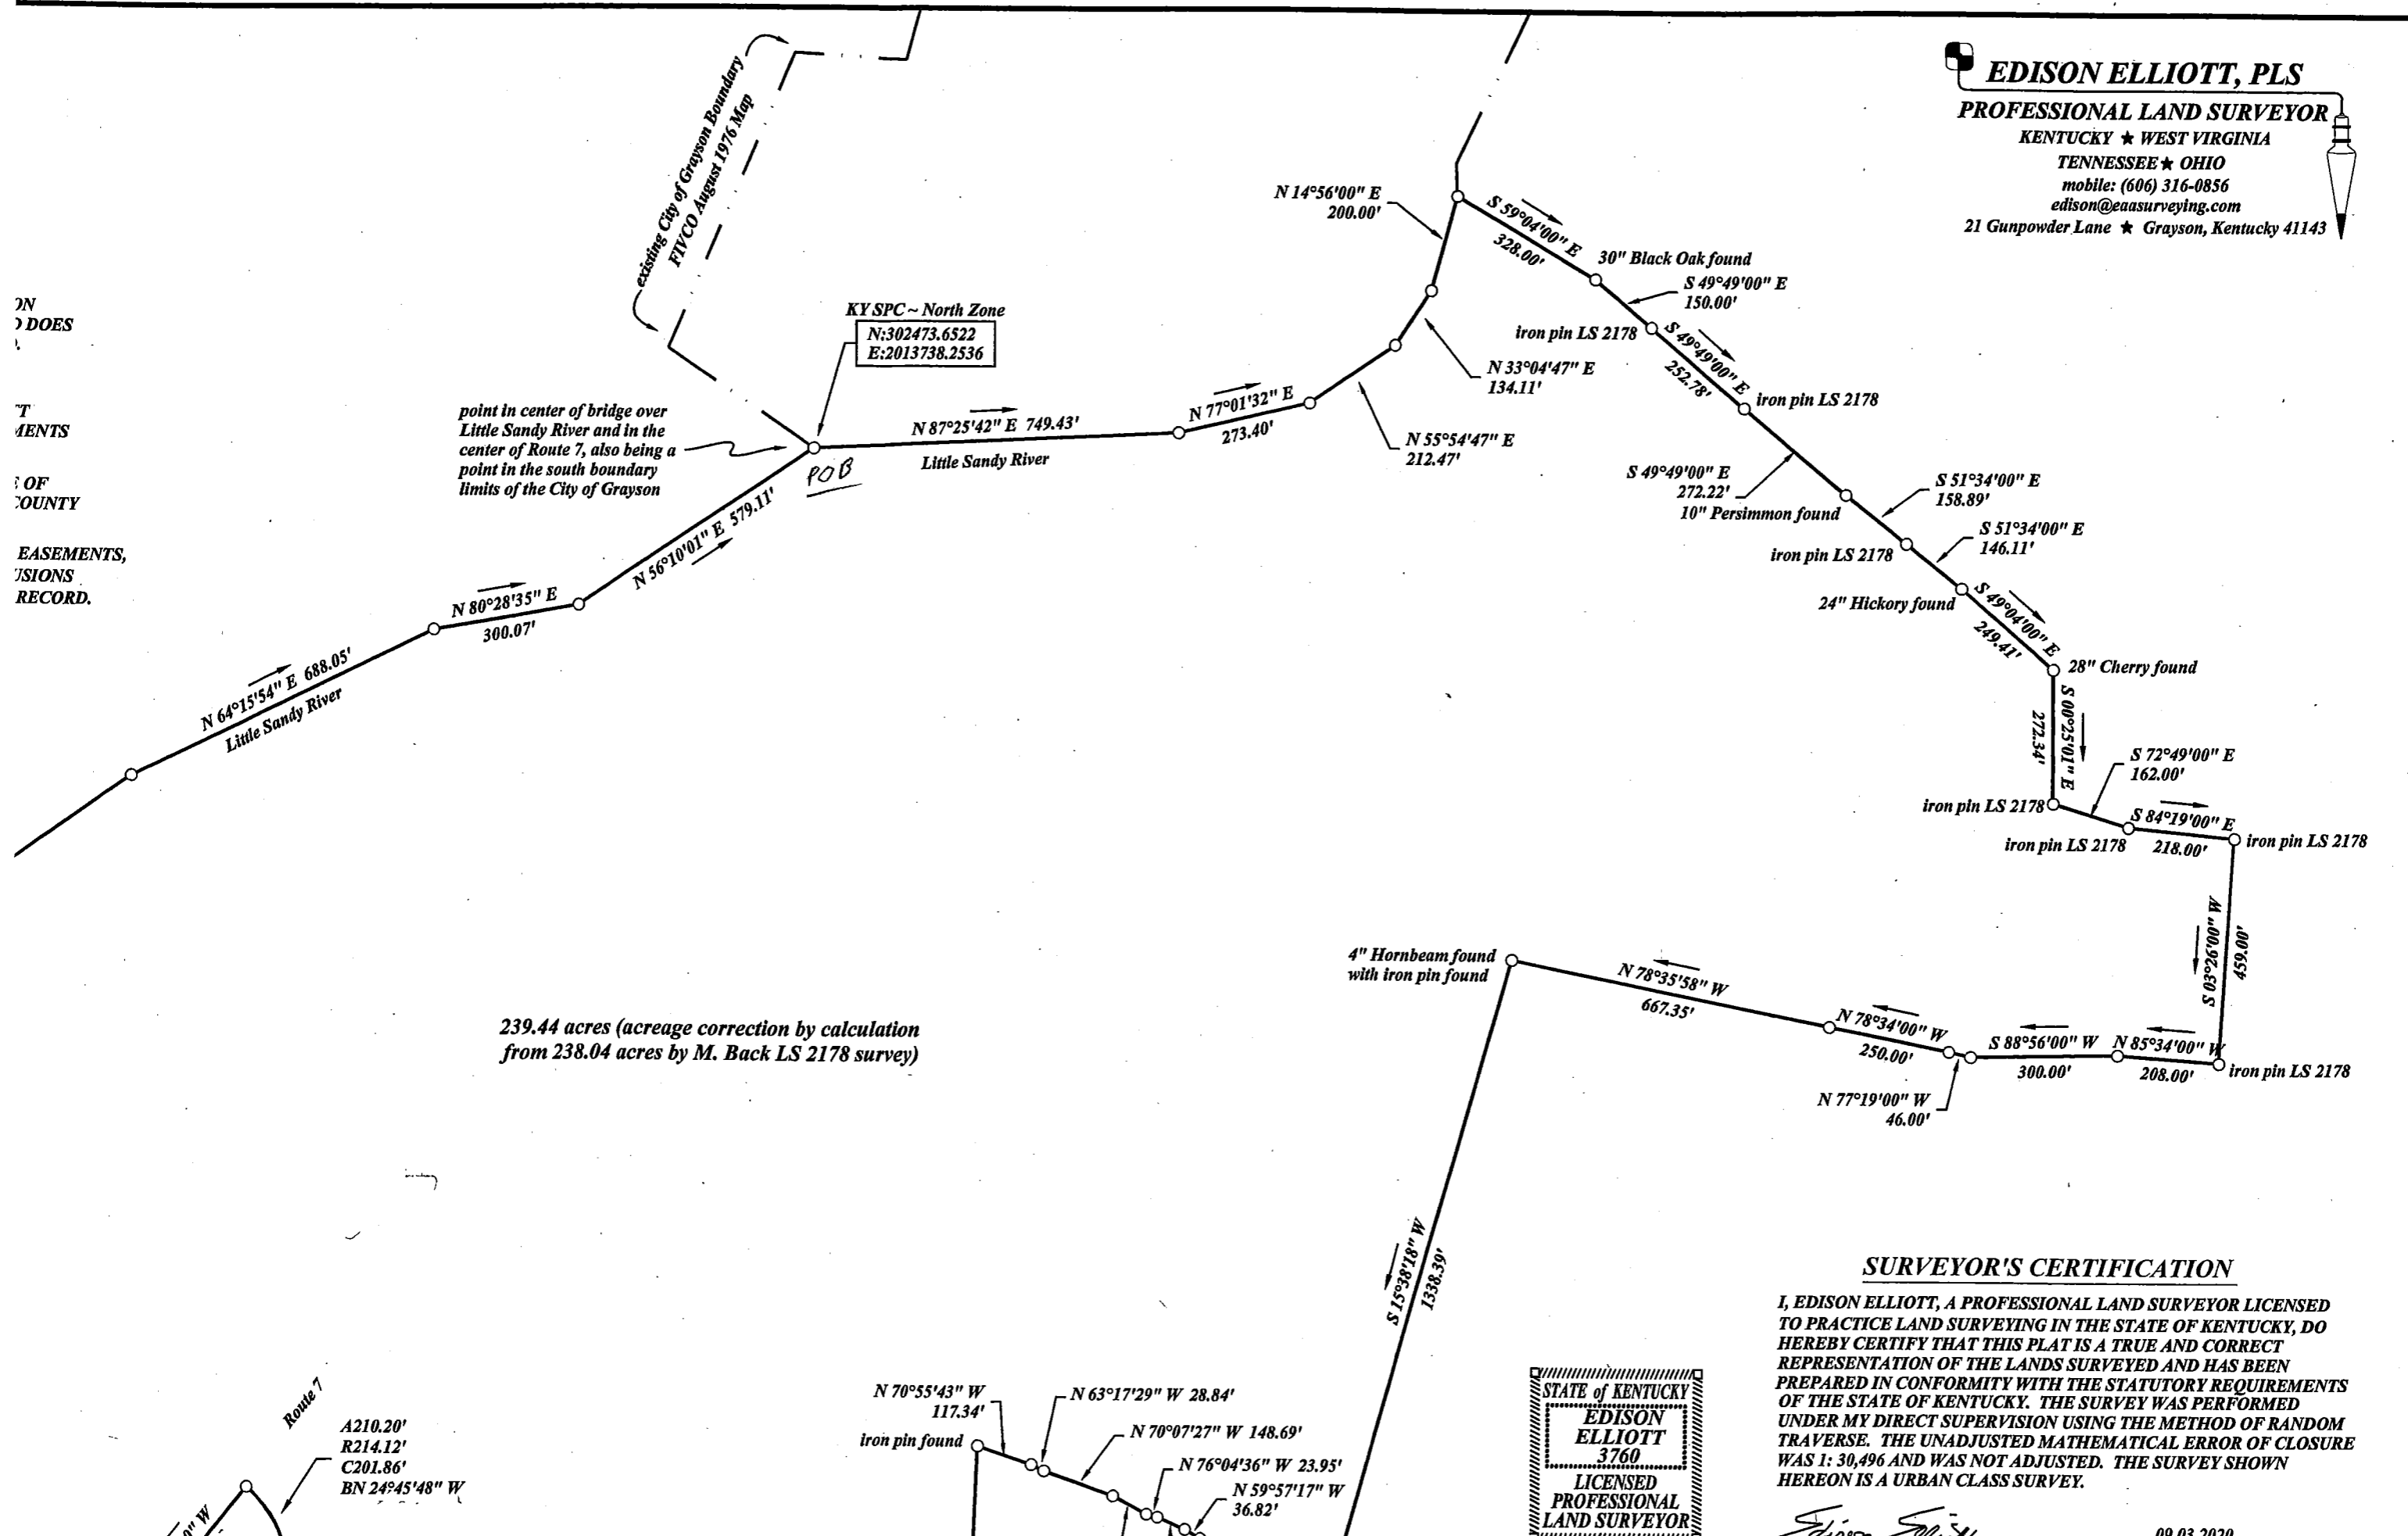 EDISON ELLIOTT, PLS
PROFESSIONAL LAND SURVEYOR
KENTUCKY ★ WEST VIRGINIA
TENNESSEE ★ OHIO
mobile: (606) 316-0856
edison@eaasurveying.com
21 Gunpowder Lane ★ Grayson, Kentucky 41143
existing City of Grayson Boundary
FIVCO August 1976 Map
KY SPC ~ North Zone
N:302473.6522
E:2013738.2536
point in center of bridge over
Little Sandy River and in the
center of Route 7, also being a
point in the south boundary
limits of the City of Grayson
POB
N 87°25'42" E 749.43'
Little Sandy River
N 77°01'32" E
273.40'
N 55°54'47" E
212.47'
N 33°04'47" E
134.11'
N 14°56'00" E
200.00'
S 59°04'00" E
328.00'
30" Black Oak found
S 49°49'00" E
150.00'
iron pin LS 2178
S 49°49'00" E
252.78'
iron pin LS 2178
S 49°49'00" E
272.22'
10" Persimmon found
S 51°34'00" E
158.89'
iron pin LS 2178
S 51°34'00" E
146.11'
24" Hickory found
S 49°04'00" E
249.41'
28" Cherry found
S 00°25'01" E
272.34'
iron pin LS 2178
S 72°49'00" E
162.00'
iron pin LS 2178
S 84°19'00" E
218.00'
iron pin LS 2178
S 03°26'00" W
459.00'
iron pin LS 2178
N 85°34'00" W
208.00'
S 88°56'00" W
300.00'
N 77°19'00" W
46.00'
N 78°34'00" W
250.00'
N 78°35'58" W
667.35'
4" Hornbeam found
with iron pin found
S 15°38'18" W
1338.39'
ON
DOES
MENTS
OF
COUNTY
EASEMENTS,
USIONS
RECORD.
N 56°10'01" E 579.11'
N 80°28'35" E
300.07'
N 64°15'54" E 688.05'
Little Sandy River
239.44 acres (acreage correction by calculation
from 238.04 acres by M. Back LS 2178 survey)
Route 7
A210.20'
R214.12'
C201.86'
BN 24°45'48" W
0" W
N 70°55'43" W
117.34'
iron pin found
N 63°17'29" W 28.84'
N 70°07'27" W 148.69'
N 76°04'36" W 23.95'
N 59°57'17" W
36.82'
STATE of KENTUCKY
EDISON
ELLIOTT
3760
LICENSED
PROFESSIONAL
LAND SURVEYOR
SURVEYOR'S CERTIFICATION
I, EDISON ELLIOTT, A PROFESSIONAL LAND SURVEYOR LICENSED
TO PRACTICE LAND SURVEYING IN THE STATE OF KENTUCKY, DO
HEREBY CERTIFY THAT THIS PLAT IS A TRUE AND CORRECT
REPRESENTATION OF THE LANDS SURVEYED AND HAS BEEN
PREPARED IN CONFORMITY WITH THE STATUTORY REQUIREMENTS
OF THE STATE OF KENTUCKY. THE SURVEY WAS PERFORMED
UNDER MY DIRECT SUPERVISION USING THE METHOD OF RANDOM
TRAVERSE. THE UNADJUSTED MATHEMATICAL ERROR OF CLOSURE
WAS 1: 30,496 AND WAS NOT ADJUSTED. THE SURVEY SHOWN
HEREON IS A URBAN CLASS SURVEY.
09.03.2020